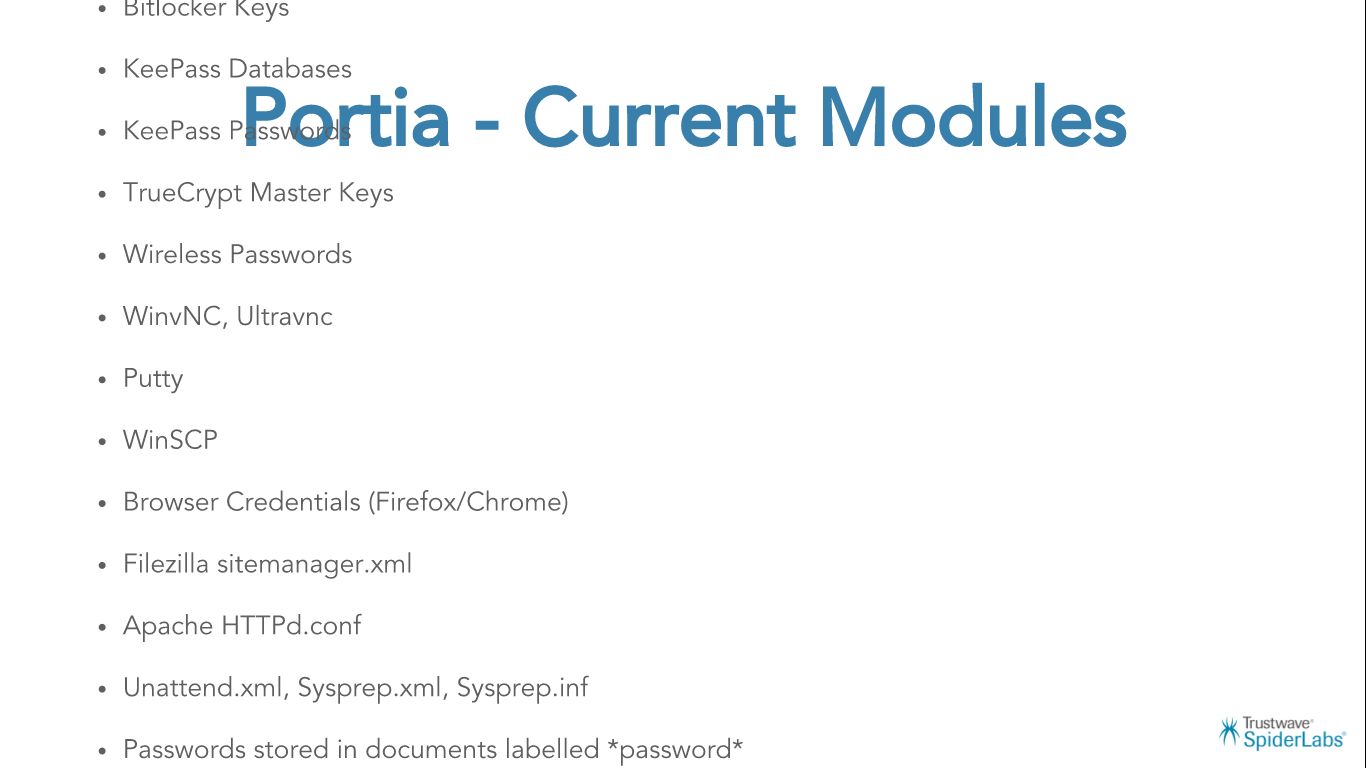 • Bitlocker Keys
• KeePass Databases
Portia - Current Modules
• KeePass Passwords
• TrueCrypt Master Keys
• Wireless Passwords
• WinvNC, Ultravnc
• Putty
• WinSCP
• Browser Credentials (Firefox/Chrome)
• Filezilla sitemanager.xml
• Apache HTTPd.conf
• Unattend.xml, Sysprep.xml, Sysprep.inf
• Passwords stored in documents labelled *password*
Trustwave®
SpiderLabs®